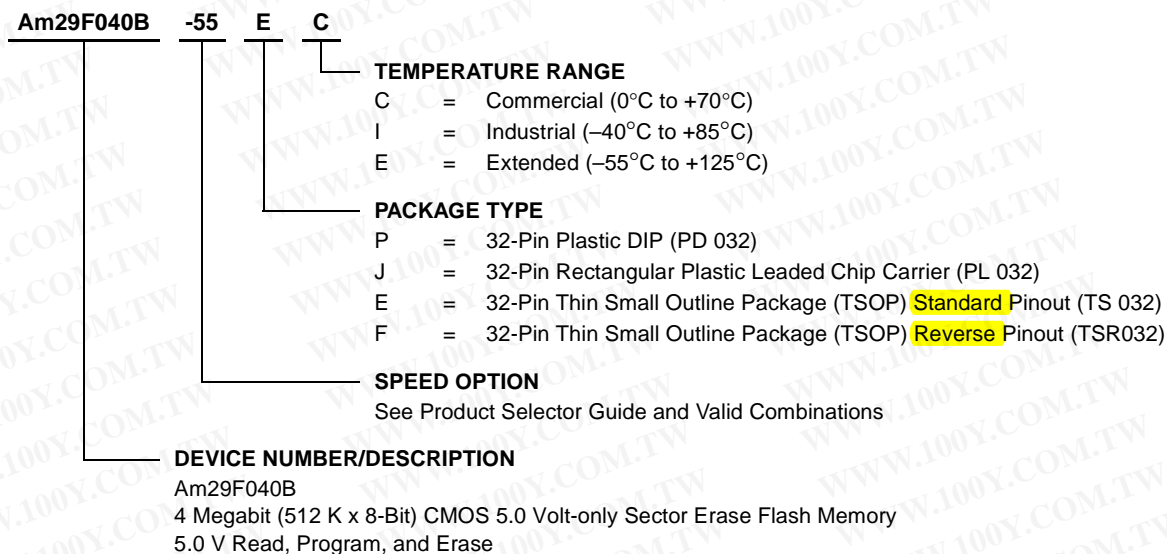 Am29F040B -55 E C
TEMPERATURE RANGE
C = Commercial (0°C to +70°C)
I = Industrial (–40°C to +85°C)
E = Extended (–55°C to +125°C)
PACKAGE TYPE
P = 32-Pin Plastic DIP (PD 032)
J = 32-Pin Rectangular Plastic Leaded Chip Carrier (PL 032)
E = 32-Pin Thin Small Outline Package (TSOP) Standard Pinout (TS 032)
F = 32-Pin Thin Small Outline Package (TSOP) Reverse Pinout (TSR032)
SPEED OPTION
See Product Selector Guide and Valid Combinations
DEVICE NUMBER/DESCRIPTION
Am29F040B
4 Megabit (512 K x 8-Bit) CMOS 5.0 Volt-only Sector Erase Flash Memory
5.0 V Read, Program, and Erase
WWW.100Y.COM.TW